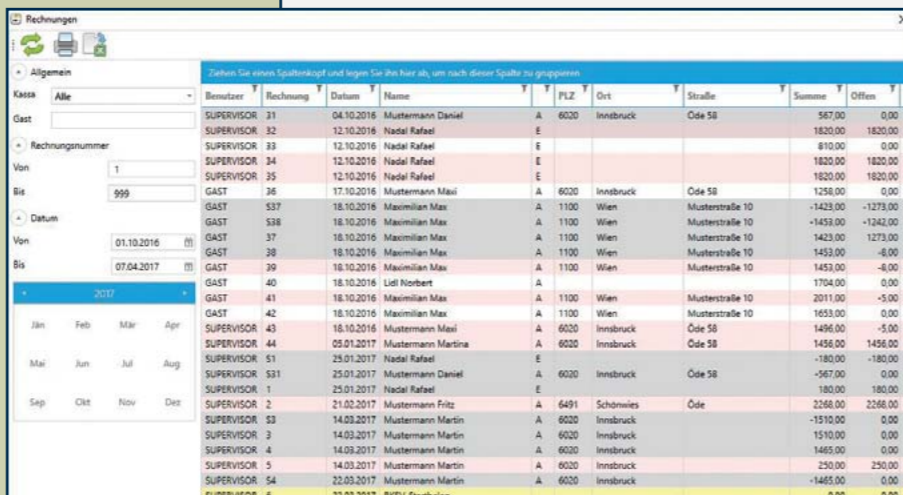 Rechnungen
Allgemein
Kassa Alle
Gast
Rechnungsnummer
Von 1
Bis 999
Datum
Von 01.10.2016
Bis 07.04.2017
2017
Jän Feb Mär Apr
Mai Jun Jul Aug
Sep Okt Nov Dez
Ziehen Sie einen Spaltenkopf und legen Sie ihn hier ab, um nach dieser Spalte zu gruppieren
Benutzer Rechnung Datum Name PLZ Ort Straße Summe Offen
SUPERVISOR 31 04.10.2016 Mustermann Daniel A 6020 Innsbruck Öde 58 567,00 0,00
SUPERVISOR 32 12.10.2016 Nadal Rafael E 1820,00 1820,00
SUPERVISOR 33 12.10.2016 Nadal Rafael E 810,00 0,00
SUPERVISOR 34 12.10.2016 Nadal Rafael E 1820,00 1820,00
SUPERVISOR 35 12.10.2016 Nadal Rafael E 1820,00 1820,00
GAST 36 17.10.2016 Mustermann Maxi A 6020 Innsbruck Öde 58 1258,00 0,00
GAST S37 18.10.2016 Maximilian Max A 1100 Wien Musterstraße 10 -1423,00 -1273,00
GAST S38 18.10.2016 Maximilian Max A 1100 Wien Musterstraße 10 -1453,00 -1242,00
GAST 37 18.10.2016 Maximilian Max A 1100 Wien Musterstraße 10 1423,00 1273,00
GAST 38 18.10.2016 Maximilian Max A 1100 Wien Musterstraße 10 1453,00 -8,00
GAST 39 18.10.2016 Maximilian Max A 1100 Wien Musterstraße 10 1453,00 -8,00
GAST 40 18.10.2016 Lidl Norbert A 1704,00 0,00
GAST 41 18.10.2016 Maximilian Max A 1100 Wien Musterstraße 10 2011,00 -5,00
GAST 42 18.10.2016 Maximilian Max A 1100 Wien Musterstraße 10 1653,00 0,00
SUPERVISOR 43 18.10.2016 Mustermann Maxi A 6020 Innsbruck Öde 58 1496,00 -5,00
SUPERVISOR 44 05.01.2017 Mustermann Martina A 6020 Innsbruck Öde 58 1456,00 1456,00
SUPERVISOR S1 25.01.2017 Nadal Rafael E -180,00 -180,00
SUPERVISOR S31 25.01.2017 Mustermann Daniel A 6020 Innsbruck Öde 58 -567,00 0,00
SUPERVISOR 1 25.01.2017 Nadal Rafael E 180,00 180,00
SUPERVISOR 2 21.02.2017 Mustermann Fritz A 6491 Schönwies Öde 2268,00 2268,00
SUPERVISOR S3 14.03.2017 Mustermann Martin A 6020 Innsbruck -1510,00 0,00
SUPERVISOR 3 14.03.2017 Mustermann Martin A 6020 Innsbruck 1510,00 0,00
SUPERVISOR 4 14.03.2017 Mustermann Martin A 6020 Innsbruck 1465,00 0,00
SUPERVISOR 5 14.03.2017 Mustermann Martin A 6020 Innsbruck 250,00 250,00
SUPERVISOR S4 22.03.2017 Mustermann Martin A 6020 Innsbruck -1465,00 0,00